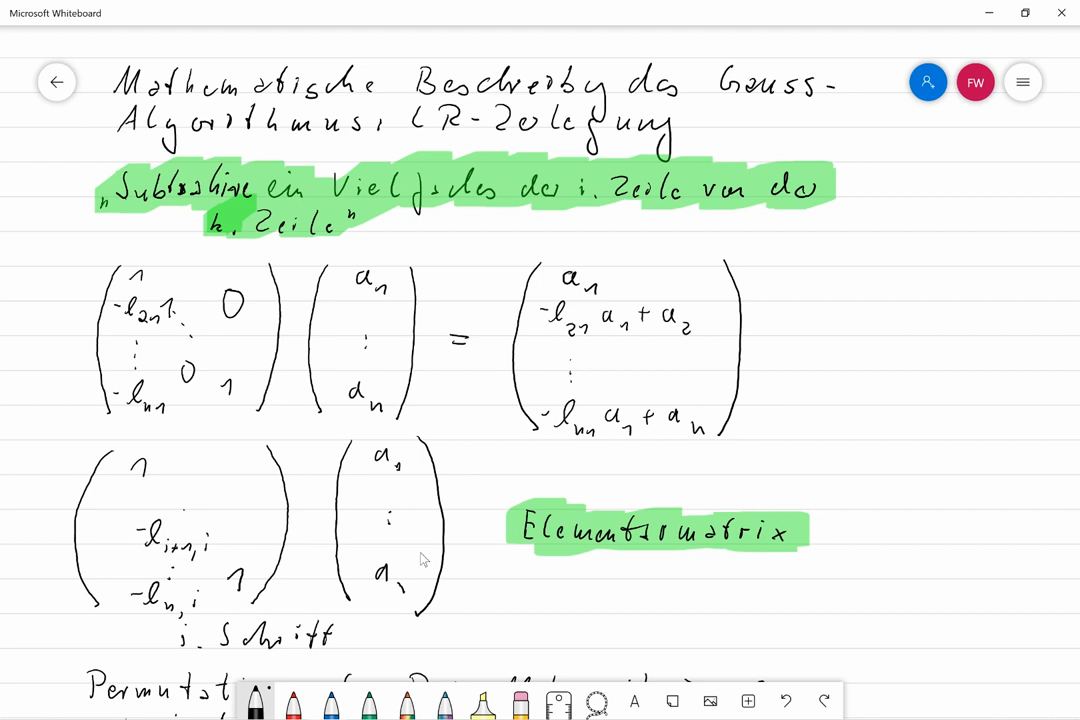 Microsoft Whiteboard
FW
Mathematische Beschreibg des Gauss-
Algorithmus, LR-Zerlegung
"Subtrahiere ein Vielfaches der i. Zeile von der
k. Zeile"
1 a1 a1
-l21 1 0 -l21 a1 + a2
⋮ ⋱ ⋮ = ⋮
0
-ln1 1 an -ln1 a1 + an
1 a1
-li+1,i ⋮ Elementarmatrix
⋮
-ln,i 1 a
i. Schritt